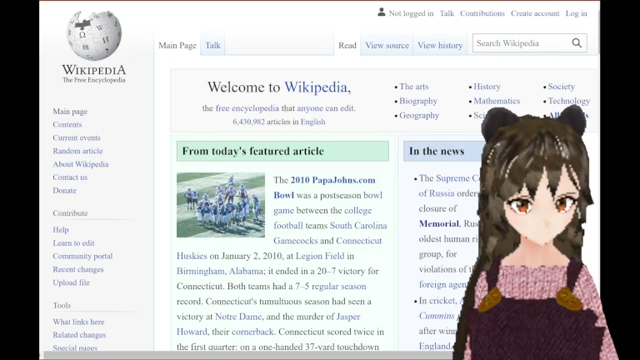 Not logged in Talk Contributions Create account Log in
Main Page Talk Read View source View history Search Wikipedia
WIKIPEDIA
The Free Encyclopedia
Main page
Contents
Current events
Random article
About Wikipedia
Contact us
Donate
Contribute
Help
Learn to edit
Community portal
Recent changes
Upload file
Tools
What links here
Related changes
Special pages
Welcome to Wikipedia,
the free encyclopedia that anyone can edit.
6,430,982 articles in English
• The arts
• Biography
• Geography
• History
• Mathematics
• Society
• Technology
From today's featured article
The 2010 PapaJohns.com
Bowl was a postseason bowl
game between the college
football teams South Carolina
Gamecocks and Connecticut
Huskies on January 2, 2010, at Legion Field in
Birmingham, Alabama; it ended in a 20–7 victory for
Connecticut. Both teams had a 7–5 regular season
record. Connecticut's tumultuous season had seen a
victory at Notre Dame, and the murder of Jasper
Howard, their cornerback. Connecticut scored twice in
the first quarter: on a one-handed 37-yard touchdown
In the news
• The Supreme
of Russia
closure of
Memorial,
oldest human
group, for
violations of
foreign
• In cricket,
Cummins
after
England